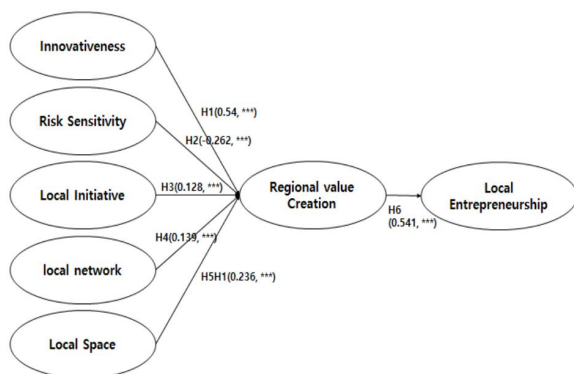 Innovativeness
H1(0.54, ***)
Risk Sensitivity
H2(-0.262, ***)
Local Initiative
H3(0.128, ***)
Regional value
Creation
Local
Entrepreneurship
H6
(0.541, ***)
H4(0.139, ***)
local network
H5H1(0.236, ***)
Local Space